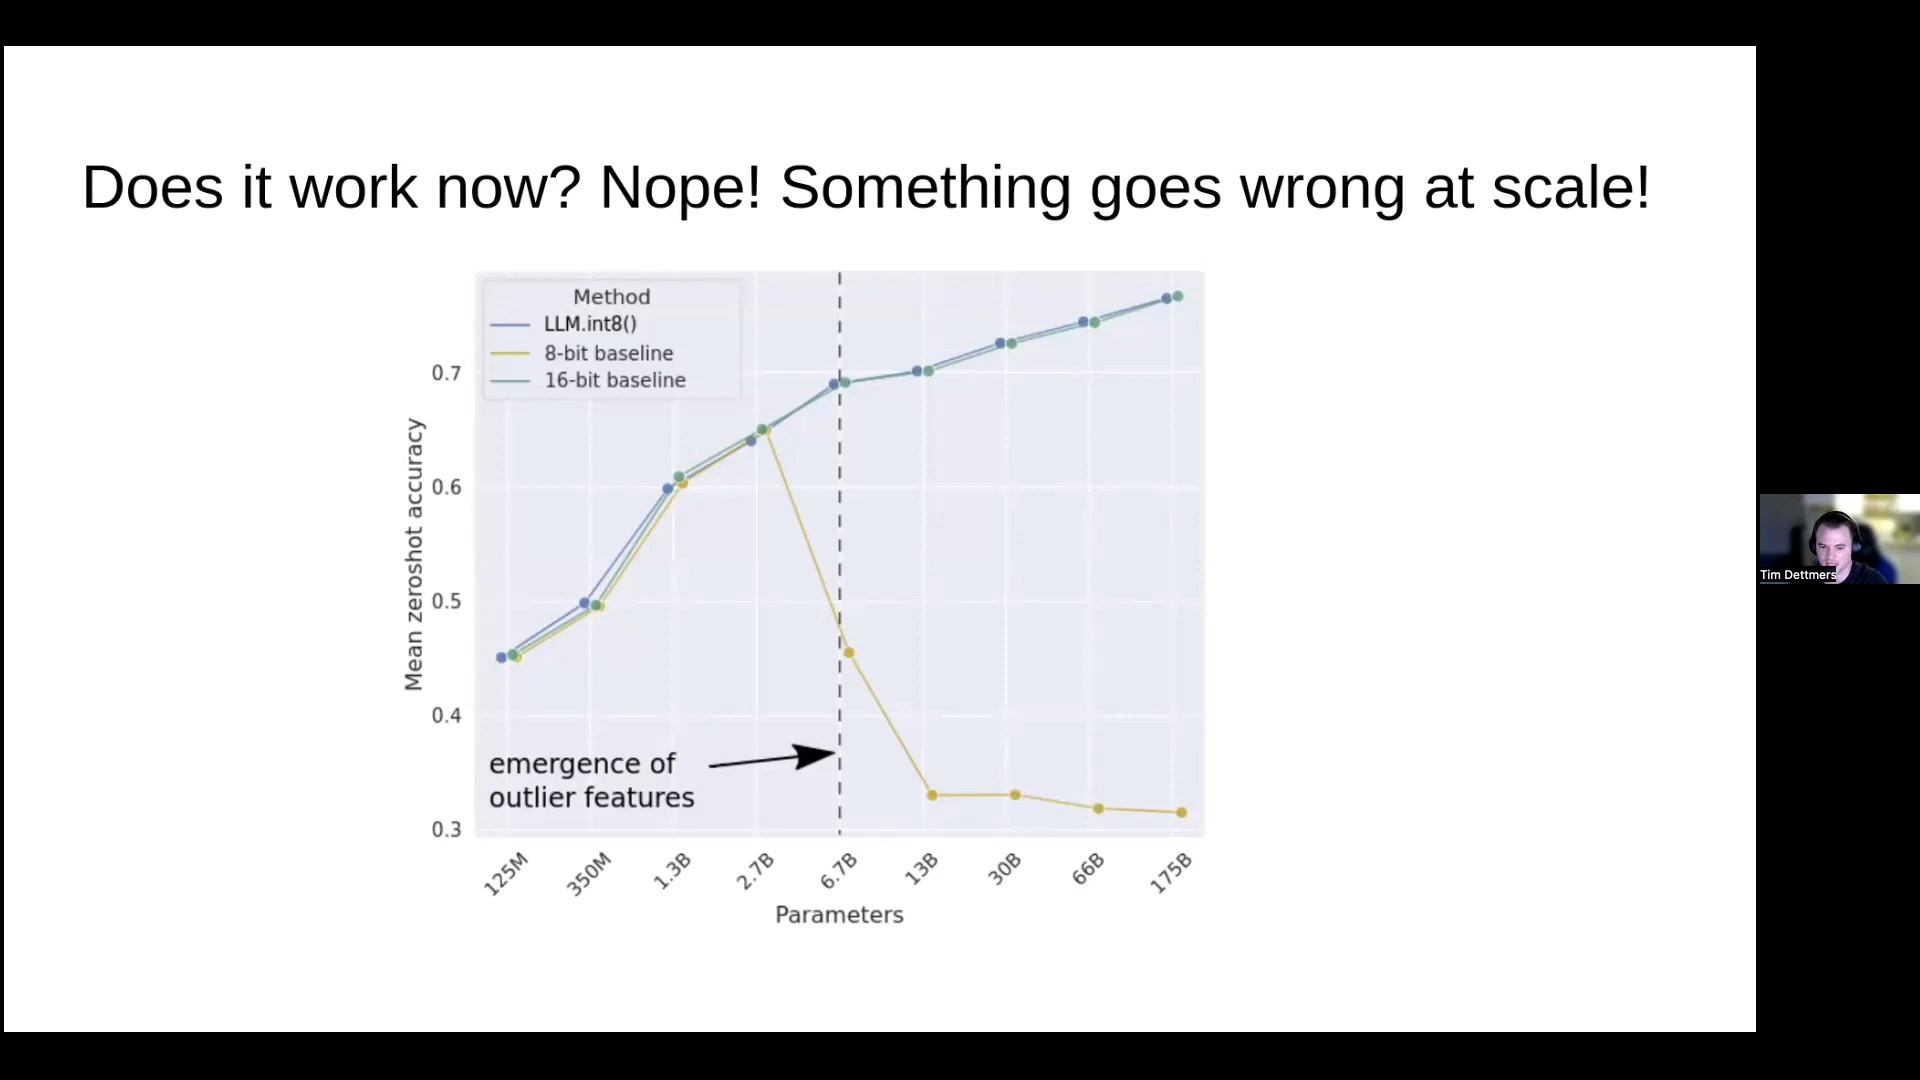 Does it work now? Nope! Something goes wrong at scale!
Method
LLM.int8()
8-bit baseline
16-bit baseline
Mean zeroshot accuracy
0.7
0.6
0.5
0.4
0.3
emergence of
outlier features
125M
350M
1.3B
2.7B
6.7B
13B
30B
66B
175B
Parameters
Tim Dettmers